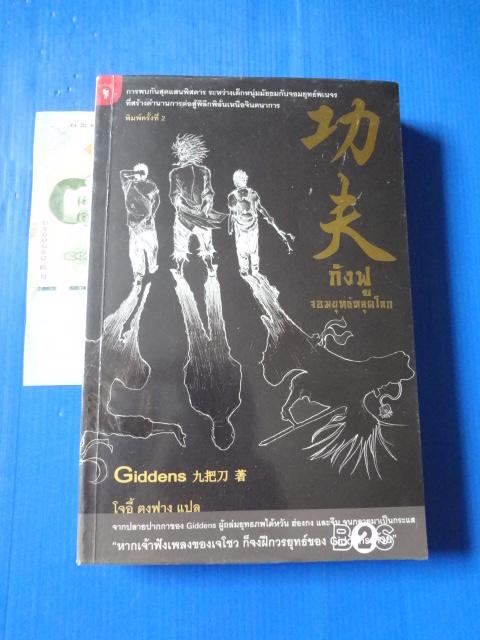 การพบกันสุดแสนพิสดาร ระหว่างเด็กหนุ่มมัธยมกับจอมยุทธ์พเนจร
ที่สร้างตำนานการต่อสู้พิลึกพิลั่นเหนือจินตนาการ
พิมพ์ครั้งที่ 2
功夫
กังฟู
จอมยุทธ์หลุดโลก
Giddens 九把刀 著
โจอี้ ตงฟาง แปล
จากปลายปากกาของ Giddens ผู้ถล่มยุทธภพไต้หวัน ฮ่องกง และจีน จนกลายมาเป็นกระแส
"หากเจ้าฟังเพลงของเจโชว ก็จงฝึกวรยุทธ์ของ Giddens ด้วย"
B2S